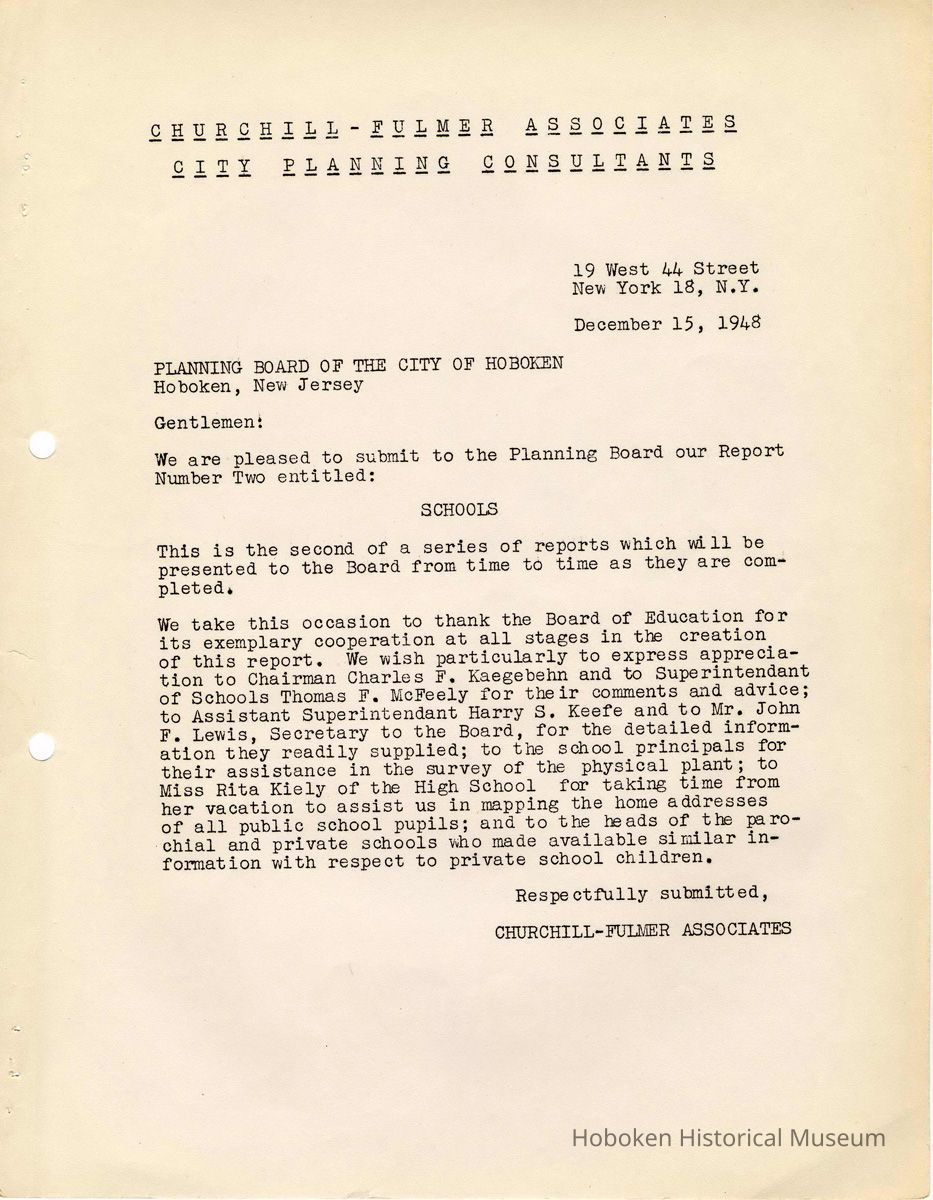 CHURCHILL-FULMER ASSOCIATES
CITY PLANNING CONSULTANTS
19 West 44 Street
New York 18, N.Y.
December 15, 1948
PLANNING BOARD OF THE CITY OF HOBOKEN
Hoboken, New Jersey
Gentlemen:
We are pleased to submit to the Planning Board our Report
Number Two entitled:
SCHOOLS
This is the second of a series of reports which will be
presented to the Board from time to time as they are com-
pleted.
We take this occasion to thank the Board of Education for
its exemplary cooperation at all stages in the creation
of this report. We wish particularly to express apprecia-
tion to Chairman Charles F. Kaegebehn and to Superintendant
of Schools Thomas F. McFeely for their comments and advice;
to Assistant Superintendant Harry S. Keefe and to Mr. John
F. Lewis, Secretary to the Board, for the detailed inform-
ation they readily supplied; to the school principals for
their assistance in the survey of the physical plant; to
Miss Rita Kiely of the High School for taking time from
her vacation to assist us in mapping the home addresses
of all public school pupils; and to the heads of the paro-
chial and private schools who made available similar in-
formation with respect to private school children.
Respectfully submitted,
CHURCHILL-FULMER ASSOCIATES
Hoboken Historical Museum